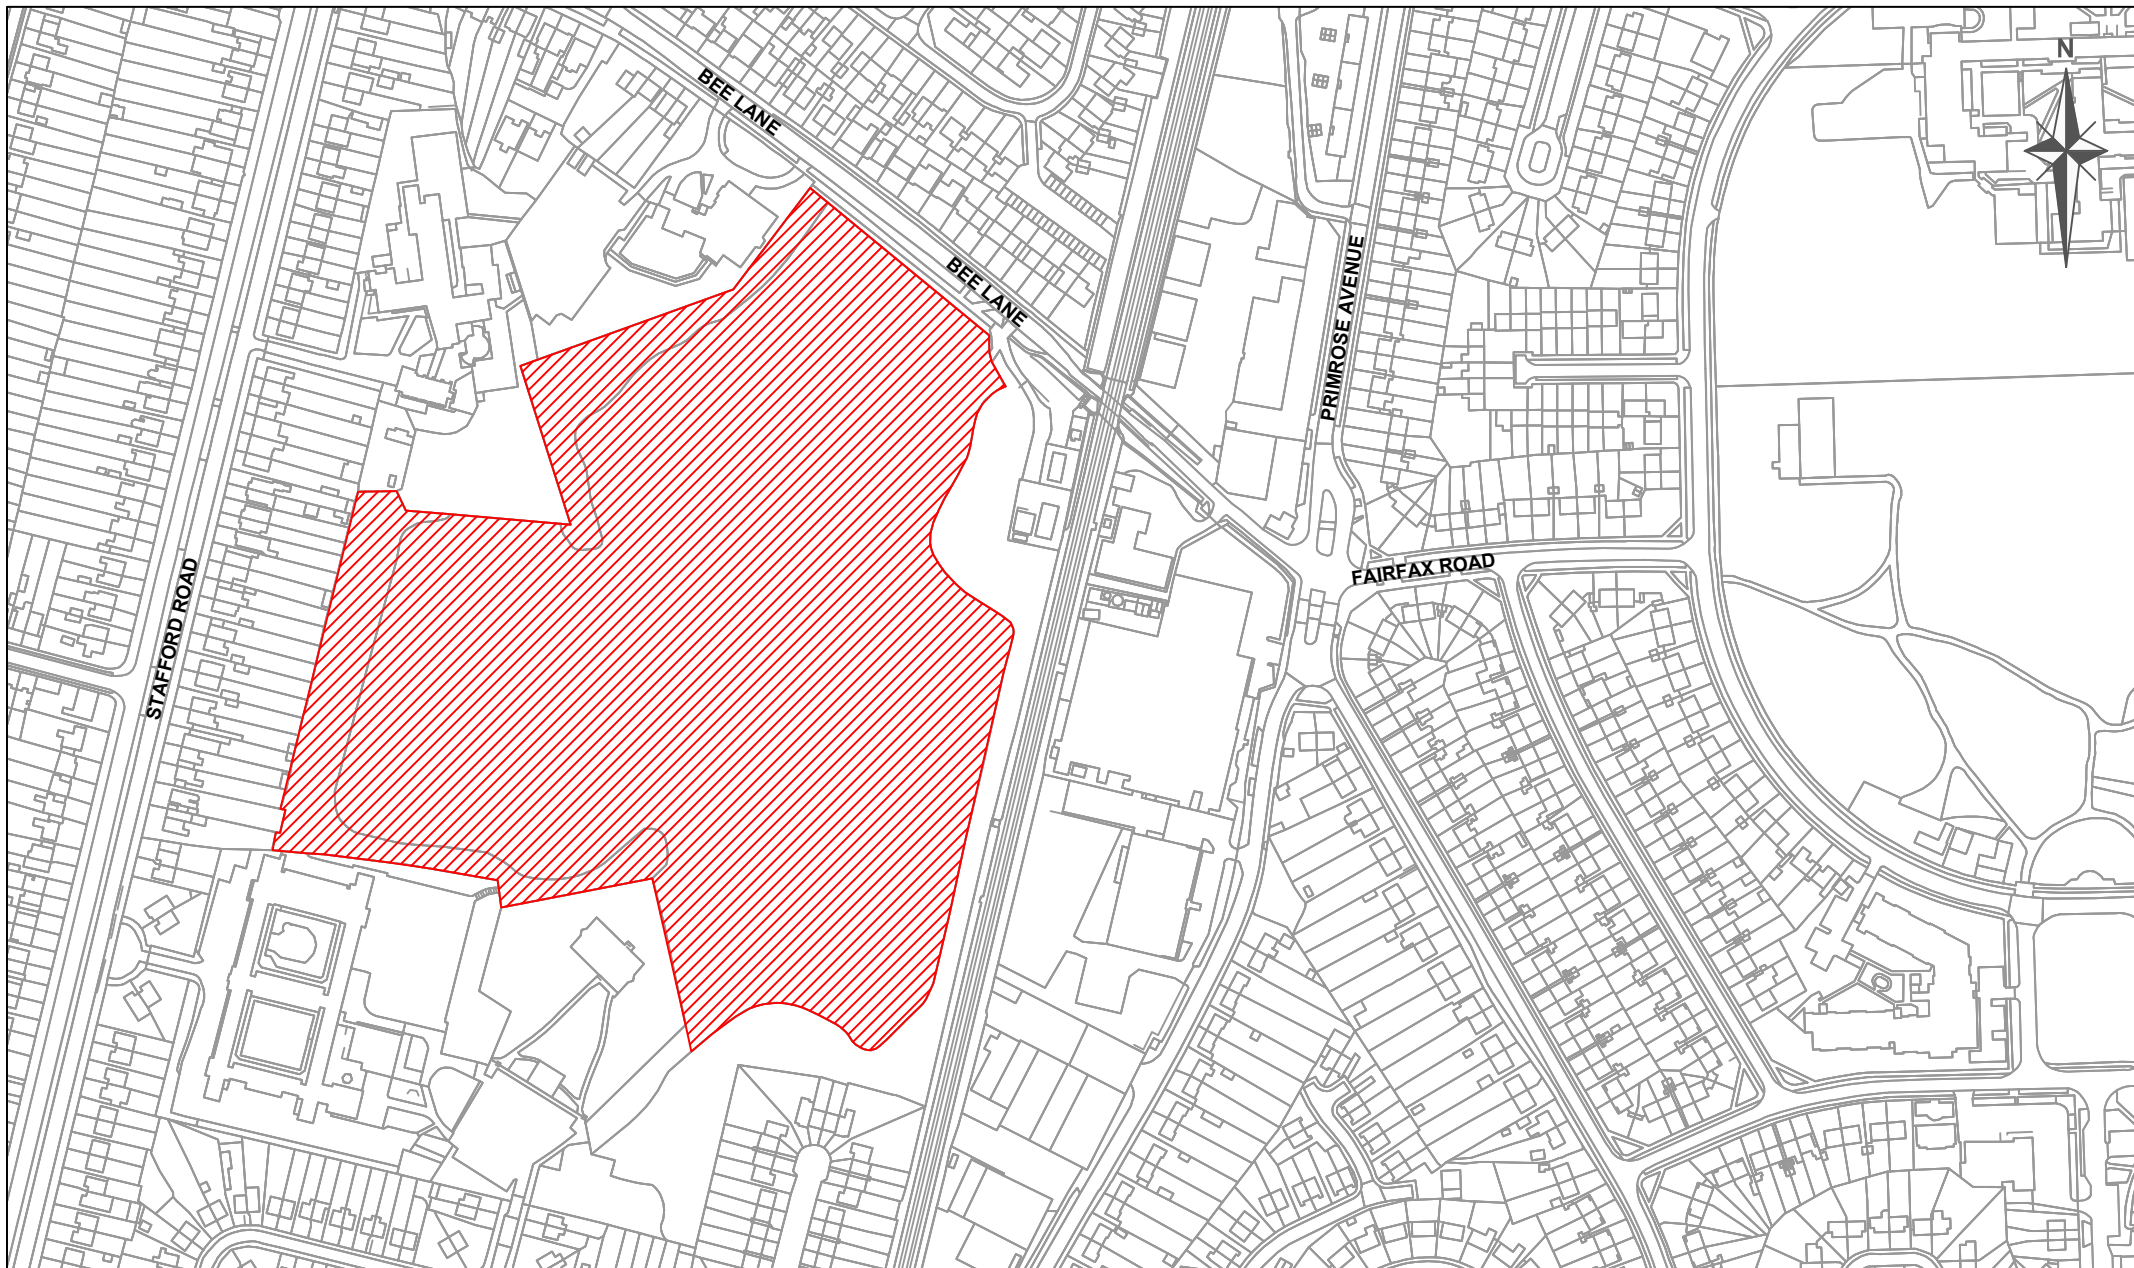 N
BEE LANE
BEE LANE
PRIMROSE AVENUE
FAIRFAX ROAD
STAFFORD ROAD